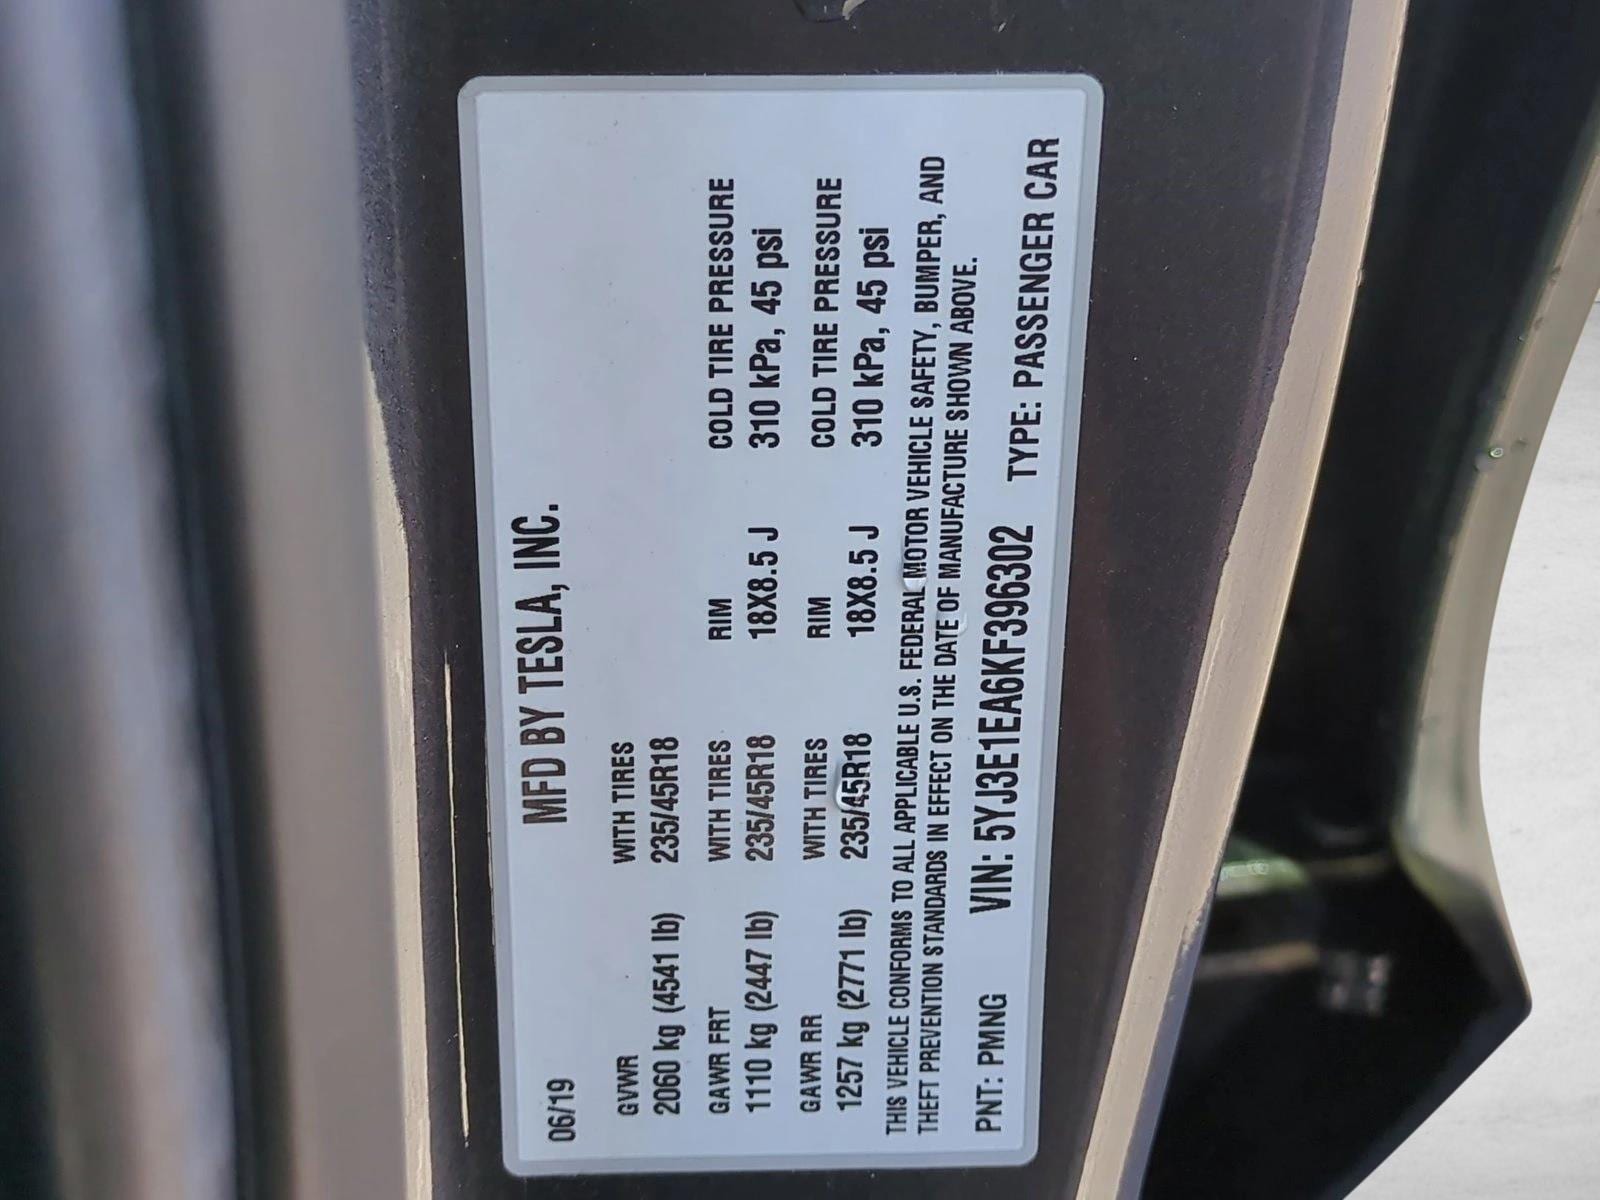 MFD BY TESLA, INC.
06/19
GVWR WITH TIRES
2060 kg (4541 lb) 235/45R18
GAWR FRT WITH TIRES RIM COLD TIRE PRESSURE
1110 kg (2447 lb) 235/45R18 18X8.5 J 310 kPa, 45 psi
GAWR RR WITH TIRES RIM COLD TIRE PRESSURE
1257 kg (2771 lb) 235/45R18 18X8.5 J 310 kPa, 45 psi
THIS VEHICLE CONFORMS TO ALL APPLICABLE U.S. FEDERAL MOTOR VEHICLE SAFETY, BUMPER, AND
THEFT PREVENTION STANDARDS IN EFFECT ON THE DATE OF MANUFACTURE SHOWN ABOVE.
PNT: PMNG VIN: 5YJ3E1EA6KF396302 TYPE: PASSENGER CAR